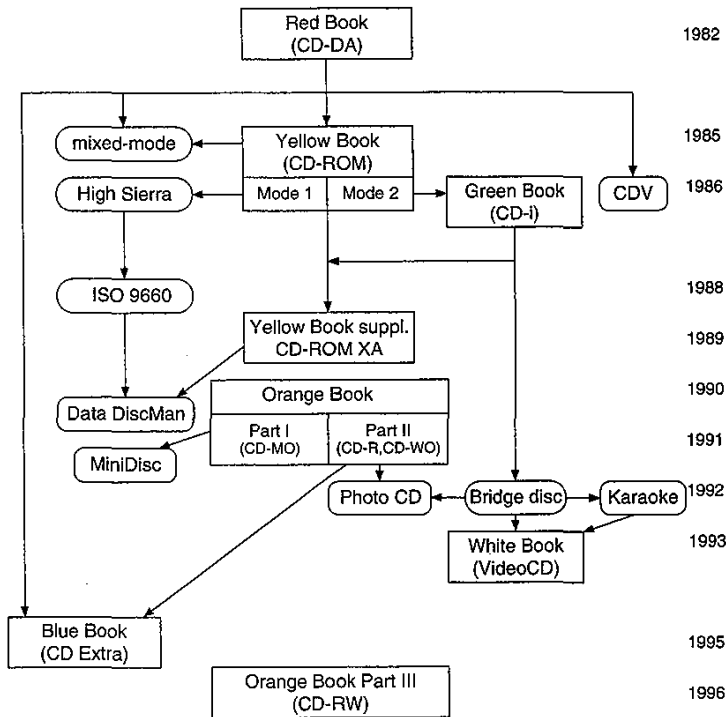 Red Book
(CD-DA)
1982
mixed-mode
Yellow Book
(CD-ROM)
1985
High Sierra
Mode 1
Mode 2
Green Book
(CD-i)
CDV
1986
ISO 9660
1988
Yellow Book suppl.
CD-ROM XA
1989
Orange Book
1990
Data DiscMan
Part I
(CD-MO)
Part II
(CD-R,CD-WO)
1991
MiniDisc
Photo CD
Bridge disc
Karaoke
1992
White Book
(VideoCD)
1993
Blue Book
(CD Extra)
1995
Orange Book Part III
(CD-RW)
1996